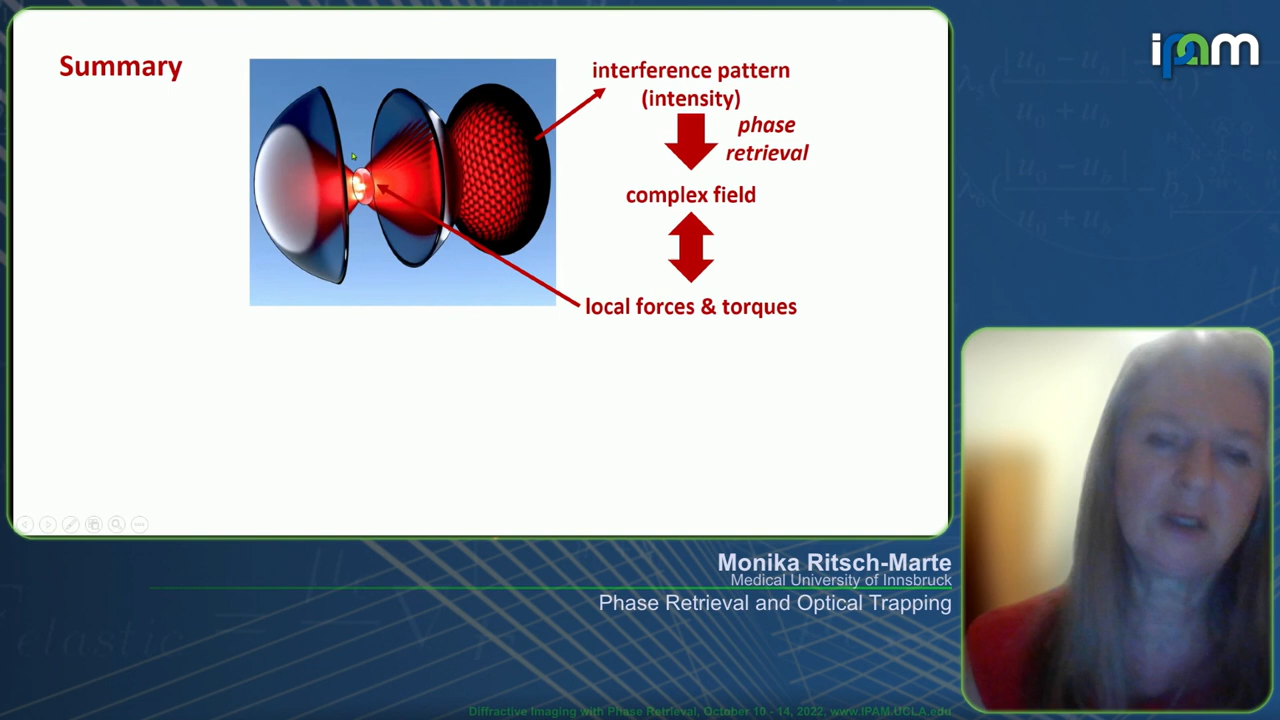 Summary
interference pattern
(intensity)
phase
retrieval
complex field
local forces & torques
ipam
Monika Ritsch-Marte
Medical University of Innsbruck
Phase Retrieval and Optical Trapping
elastic
Diffractive Imaging with Phase Retrieval, October 10 - 14, 2022, www.IPAM.UCLA.edu